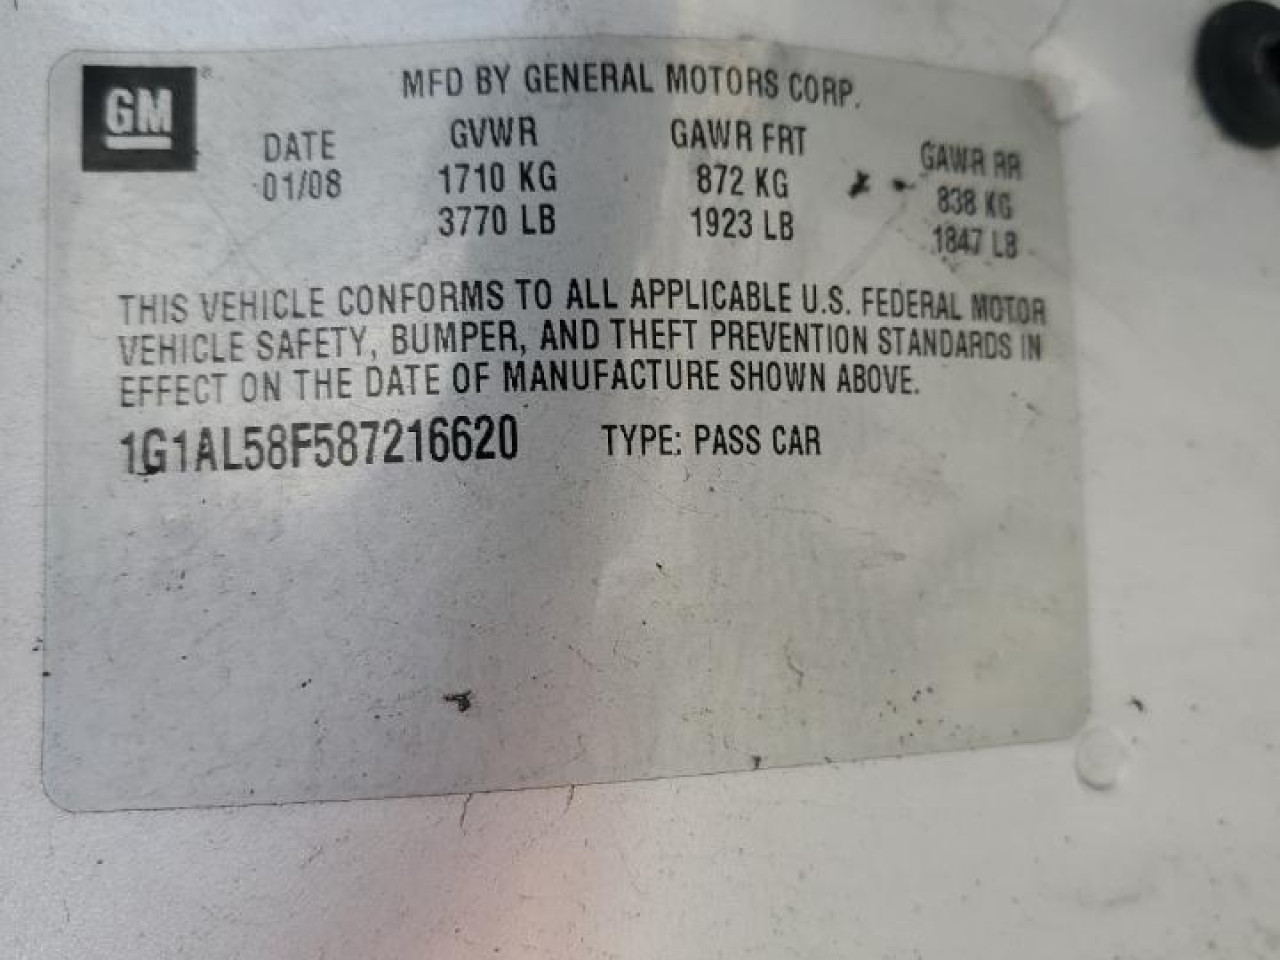 GM®
MFD BY GENERAL MOTORS CORP.
DATE GVWR GAWR FRT GAWR RR
01/08 1710 KG 872 KG 838 KG
3770 LB 1923 LB 1847 LB
THIS VEHICLE CONFORMS TO ALL APPLICABLE U.S. FEDERAL MOTOR
VEHICLE SAFETY, BUMPER, AND THEFT PREVENTION STANDARDS IN
EFFECT ON THE DATE OF MANUFACTURE SHOWN ABOVE.
1G1AL58F587216620 TYPE: PASS CAR